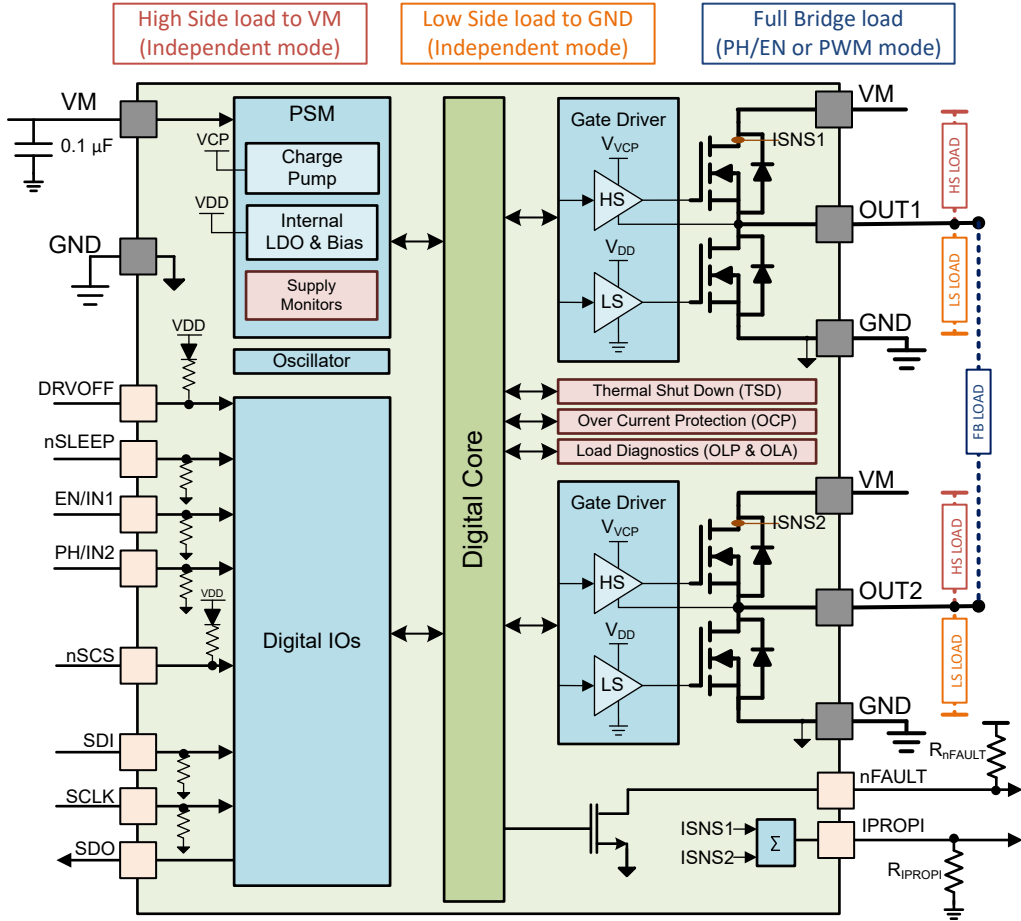 High Side load to VM
(Independent mode)
Low Side load to GND
(Independent mode)
Full Bridge load
(PH/EN or PWM mode)
VM
0.1 µF
GND
PSM
VCP
Charge
Pump
VDD
Internal
LDO & Bias
Supply
Monitors
Oscillator
VDD
DRVOFF
nSLEEP
EN/IN1
PH/IN2
VDD
nSCS
SDI
SCLK
SDO
Digital IOs
Digital Core
Gate Driver
VVCP
HS
VDD
LS
ISNS1
VM
OUT1
GND
HS LOAD
LS LOAD
FB LOAD
Thermal Shut Down (TSD)
Over Current Protection (OCP)
Load Diagnostics (OLP & OLA)
Gate Driver
VVCP
HS
VDD
LS
ISNS2
VM
OUT2
GND
HS LOAD
LS LOAD
RnFAULT
nFAULT
ISNS1
ISNS2
Σ
IPROPI
RIPROPI